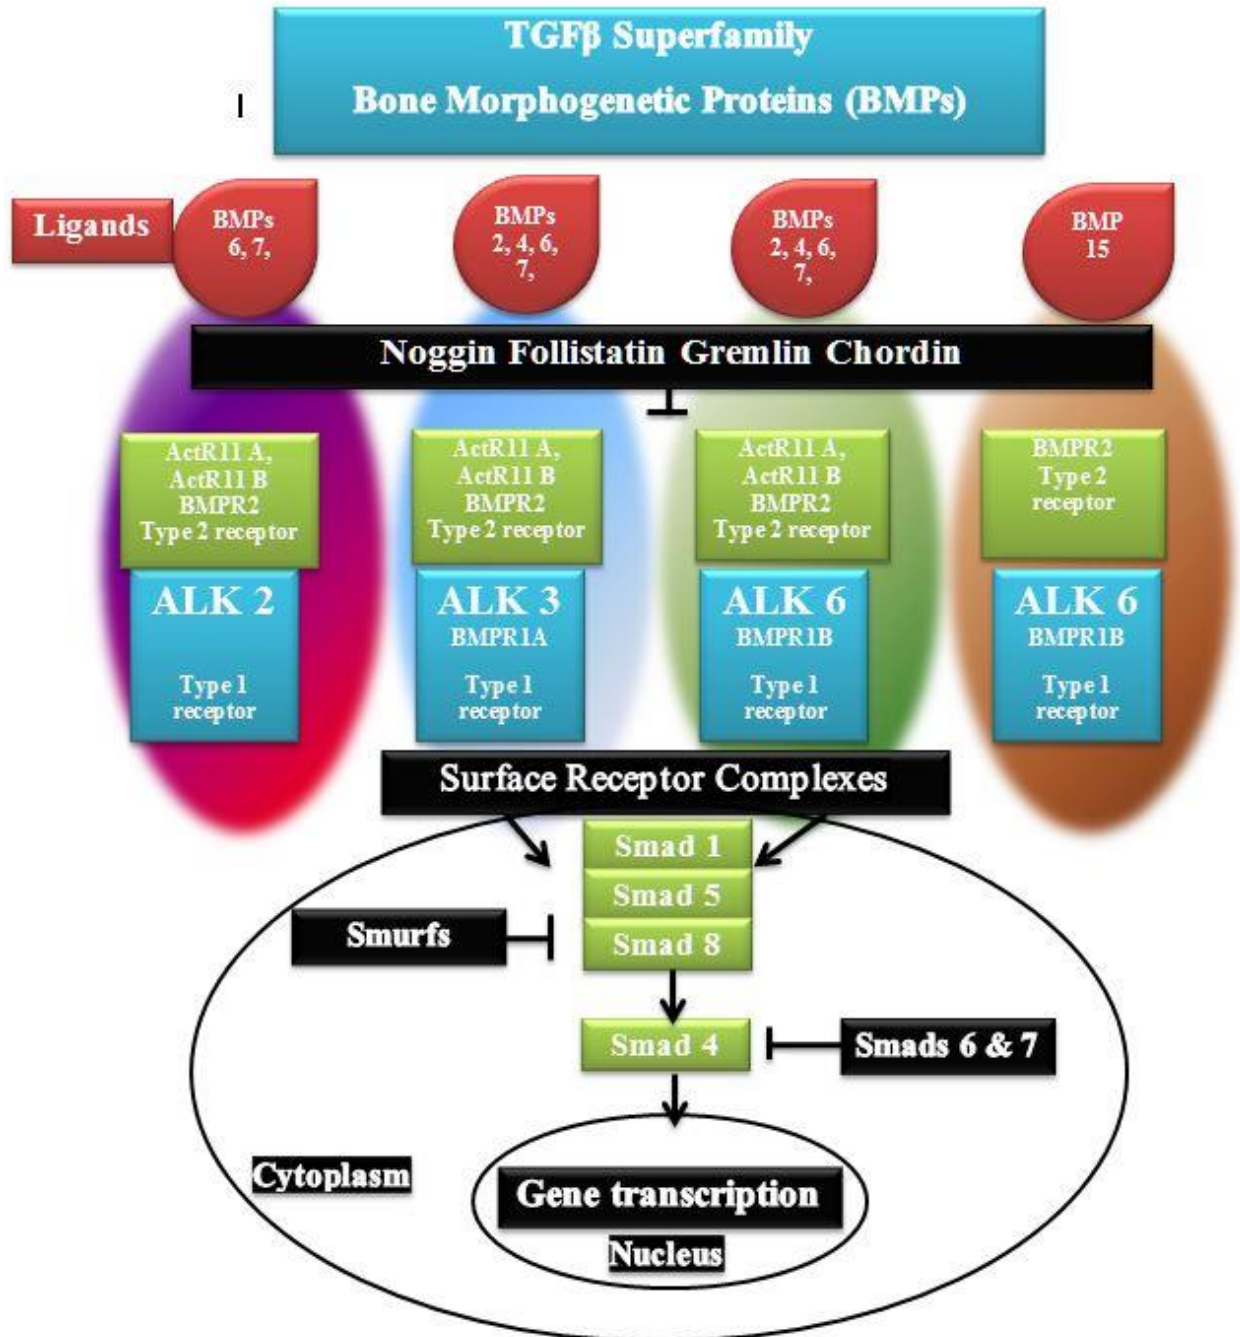 TGFβ Superfamily
Bone Morphogenetic Proteins (BMPs)
Ligands
BMPs
6, 7,
BMPs
2, 4, 6,
7,
BMPs
2, 4, 6,
7,
BMP
15
Noggin Follistatin Gremlin Chordin
ActR11 A,
ActR11 B
BMPR2
Type 2 receptor
ActR11 A,
ActR11 B
BMPR2
Type 2 receptor
ActR11 A,
ActR11 B
BMPR2
Type 2 receptor
BMPR2
Type 2
receptor
ALK 2
Type 1
receptor
ALK 3
BMPR1A
Type 1
receptor
ALK 6
BMPR1B
Type 1
receptor
ALK 6
BMPR1B
Type 1
receptor
Surface Receptor Complexes
Smad 1
Smad 5
Smad 8
Smurfs
Smad 4
Smads 6 & 7
Cytoplasm
Gene transcription
Nucleus